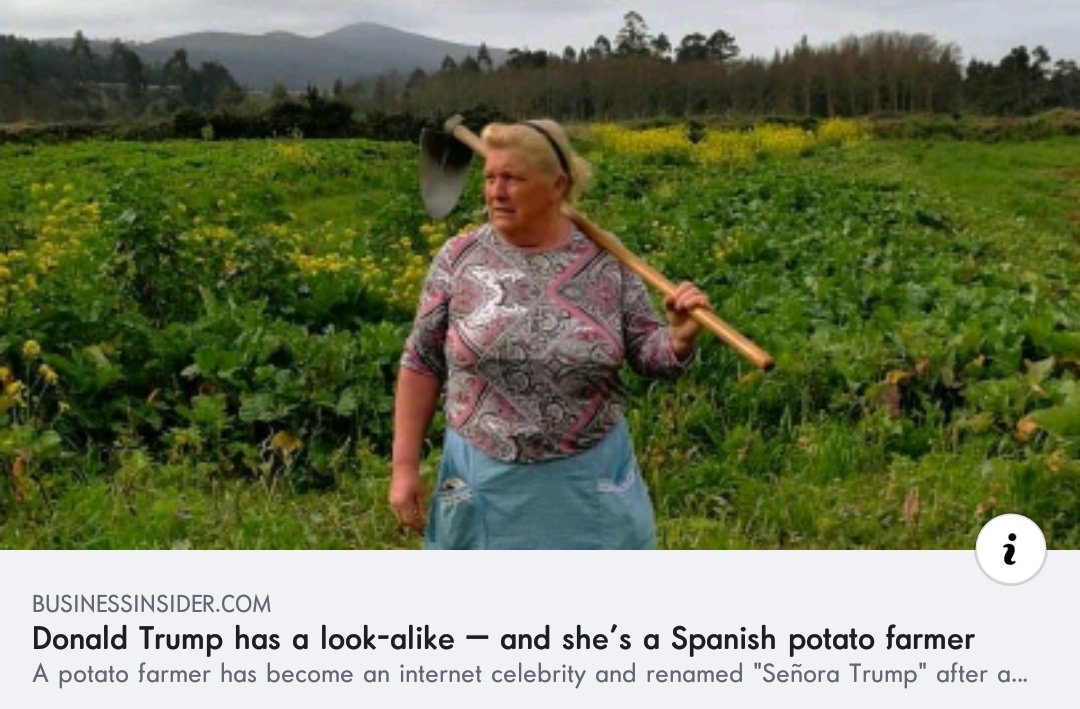 BUSINESSINSIDER.COM
Donald Trump has a look-alike — and she's a Spanish potato farmer
A potato farmer has become an internet celebrity and renamed "Señora Trump" after a...